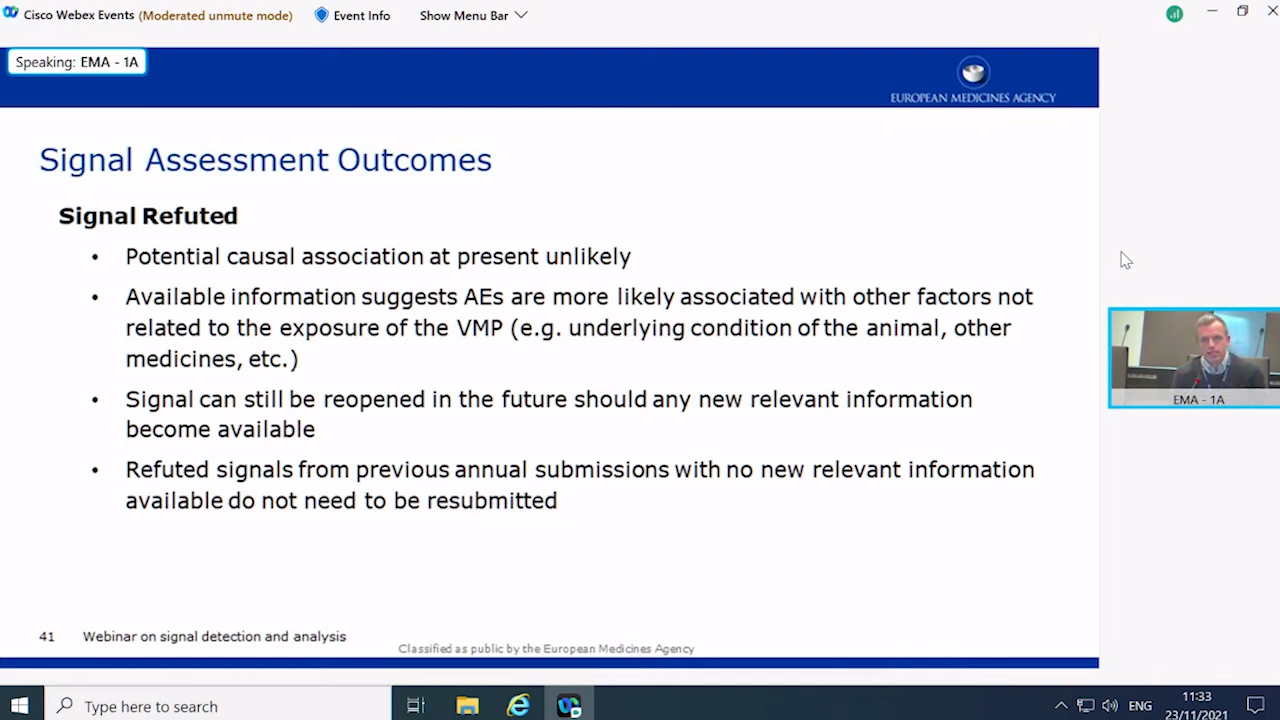 Cisco Webex Events (Moderated unmute mode) Event Info Show Menu Bar
Speaking: EMA - 1A
EUROPEAN MEDICINES AGENCY
Signal Assessment Outcomes
Signal Refuted
• Potential causal association at present unlikely
• Available information suggests AEs are more likely associated with other factors not
related to the exposure of the VMP (e.g. underlying condition of the animal, other
medicines, etc.)
• Signal can still be reopened in the future should any new relevant information
become available
• Refuted signals from previous annual submissions with no new relevant information
available do not need to be resubmitted
EMA - 1A
41 Webinar on signal detection and analysis
Classified as public by the European Medicines Agency
Type here to search
ENG
11:33
23/11/2021